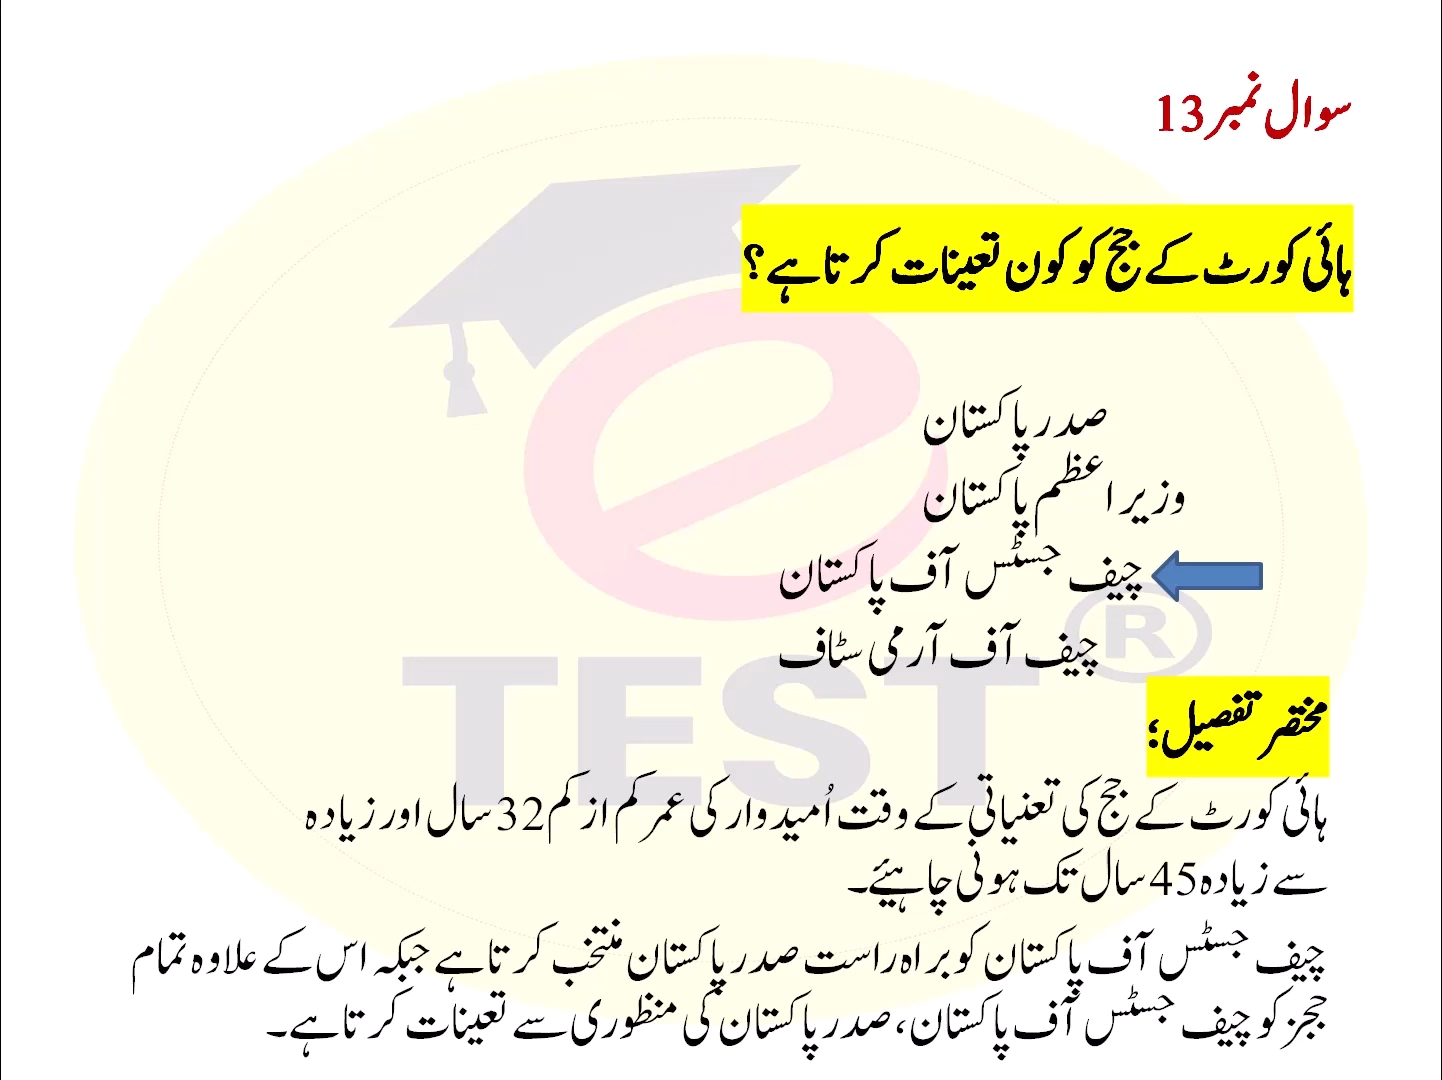 سوال نمبر 13
ہائی کورٹ کے جج کو کون تعینات کرتا ہے؟
صدر پاکستان
وزیر اعظم پاکستان
چیف جسٹس آف پاکستان
چیف آف آرمی سٹاف
مختصر تفصیل؛
ہائی کورٹ کے جج کی تعنیاتی کے وقت اُمیدوار کی عمر کم از کم 32 سال اور زیادہ
سے زیادہ 45 سال تک ہونی چاہیئے۔
چیف جسٹس آف پاکستان کو براہ راست صدر پاکستان منتخب کرتا ہے جبکہ اس کے علاوہ تمام
ججز کو چیف جسٹس آف پاکستان، صدر پاکستان کی منظوری سے تعینات کرتا ہے۔
e
TEST ®